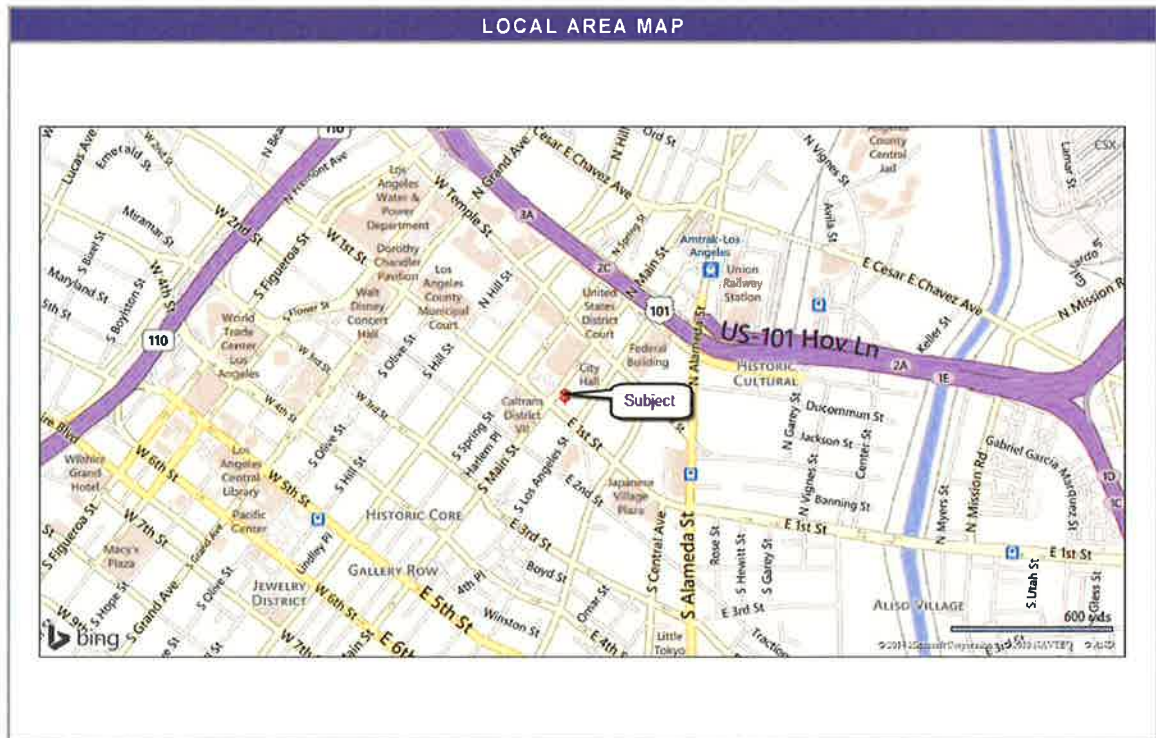 LOCAL AREA MAP
110
Lucas Ave
Emerald St
W 2nd St
N Fremont Ave
Los
Angeles
Water &
Power
Department
W Temple St
N Grand Ave
Cesar E Chavez Ave
N Hill
Ord St
N Vignes St
County
Central
Jail
Lamar St
CSX
Miramar St
W 2nd St
S Bixel St
S Figueroa St
W 1st St
Dorothy
Chandler
Pavilion
3A
N Spring St
Avila St
Amtrak-Los
Angeles
Maryland St
5th St
S Boylston St
W 4th St
Walt
Disney
Concert
Hall
Los
Angeles
County
Municipal
Court
N Hill St
2C
N Main St
Union
Railway
Station
E Cesar E Chavez Ave
N Mission R
S Flower St
World
Trade
Center
Los
Angeles
110
United
States
District
Court
101
US-101 Hov Ln
Keller St
W 3rd St
S Olive St
S Hill St
City
Hall
Federal
Building
N Alameda St
HISTORIC
CULTURAL
2A
1E
Subject
W 4th St
W 3rd St
Caltrans
District
VII
E 1st St
Ducommun St
N Garey St
Jackson St
Center St
Gabriel Garcia Marquez St
S Spring St
Harlem Pl
S Main St
S Los Angeles St
E 2nd St
Wilshire
Grand
Hotel
W 6th St
Los
Angeles
Central
Library
W 5th St
S Olive St
S Hill St
Japanese
Village
Plaza
N Vignes St
Banning St
1D
1C
S Figueroa St
W 7th St
S Grand Ave
Pacific
Center
HISTORIC CORE
E 3rd St
S Central Ave
S Alameda St
E 1st St
N Myers St
N Mission Rd
E 1st St
Macy's
Plaza
Lindley Pl
GALLERY ROW
Boyd St
Rose St
S Hewitt St
S Garey St
S Utah St
S Gless St
S Hope St
S Grand Ave
S Olive St
JEWELRY
DISTRICT
W 6th St
4th Pl
E 5th St
Winston St
Omar St
E 3rd St
ALISO VILLAGE
600 yds
bing
Main St
E 6th
E 4th S
Little
Tokyo
Traction